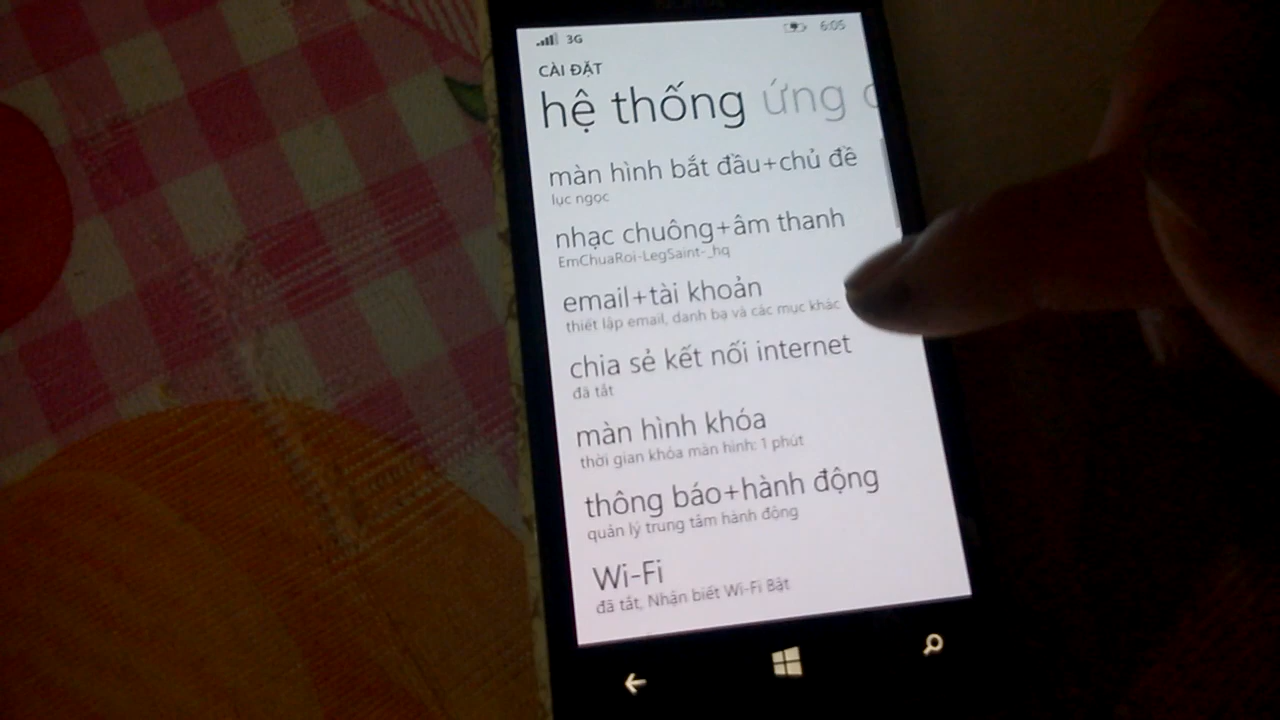 3G 6:05
CÀI ĐẶT
hệ thống ứng
màn hình bắt đầu+chủ đề
lục ngọc
nhạc chuông+âm thanh
EmChuaRoi-LegSaint-_hq
email+tài khoản
thiết lập email, danh bạ và các mục khác
chia sẻ kết nối internet
đã tắt
màn hình khóa
thời gian khóa màn hình: 1 phút
thông báo+hành động
quản lý trung tâm hành động
Wi-Fi
đã tắt, Nhận biết Wi-Fi Bật